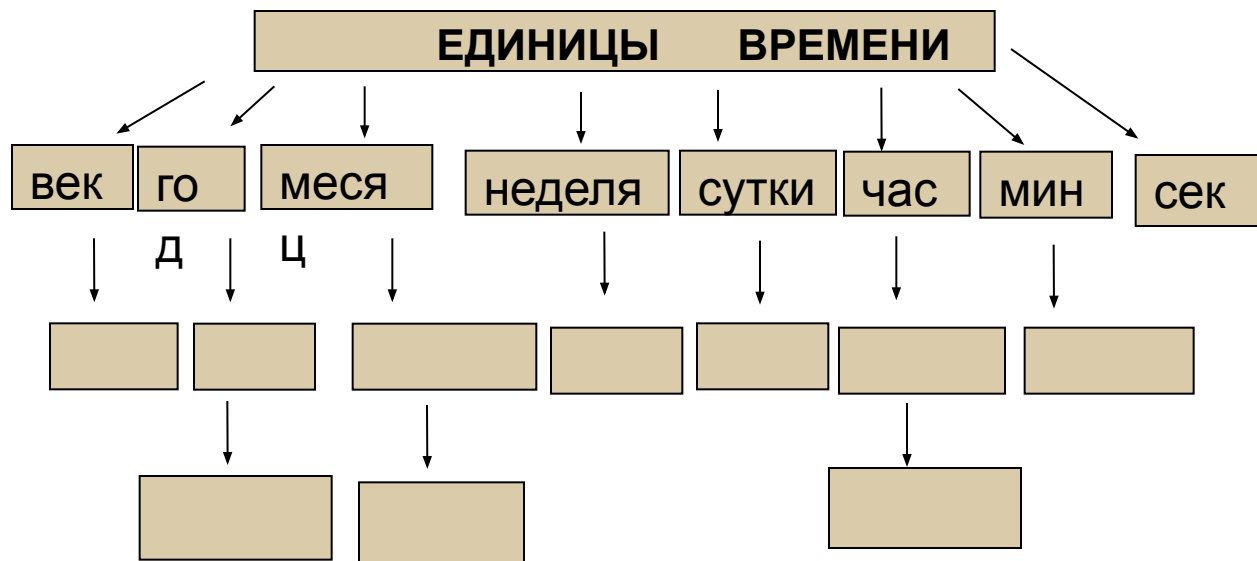 ЕДИНИЦЫ ВРЕМЕНИ
век го
д меся
ц неделя сутки час мин сек